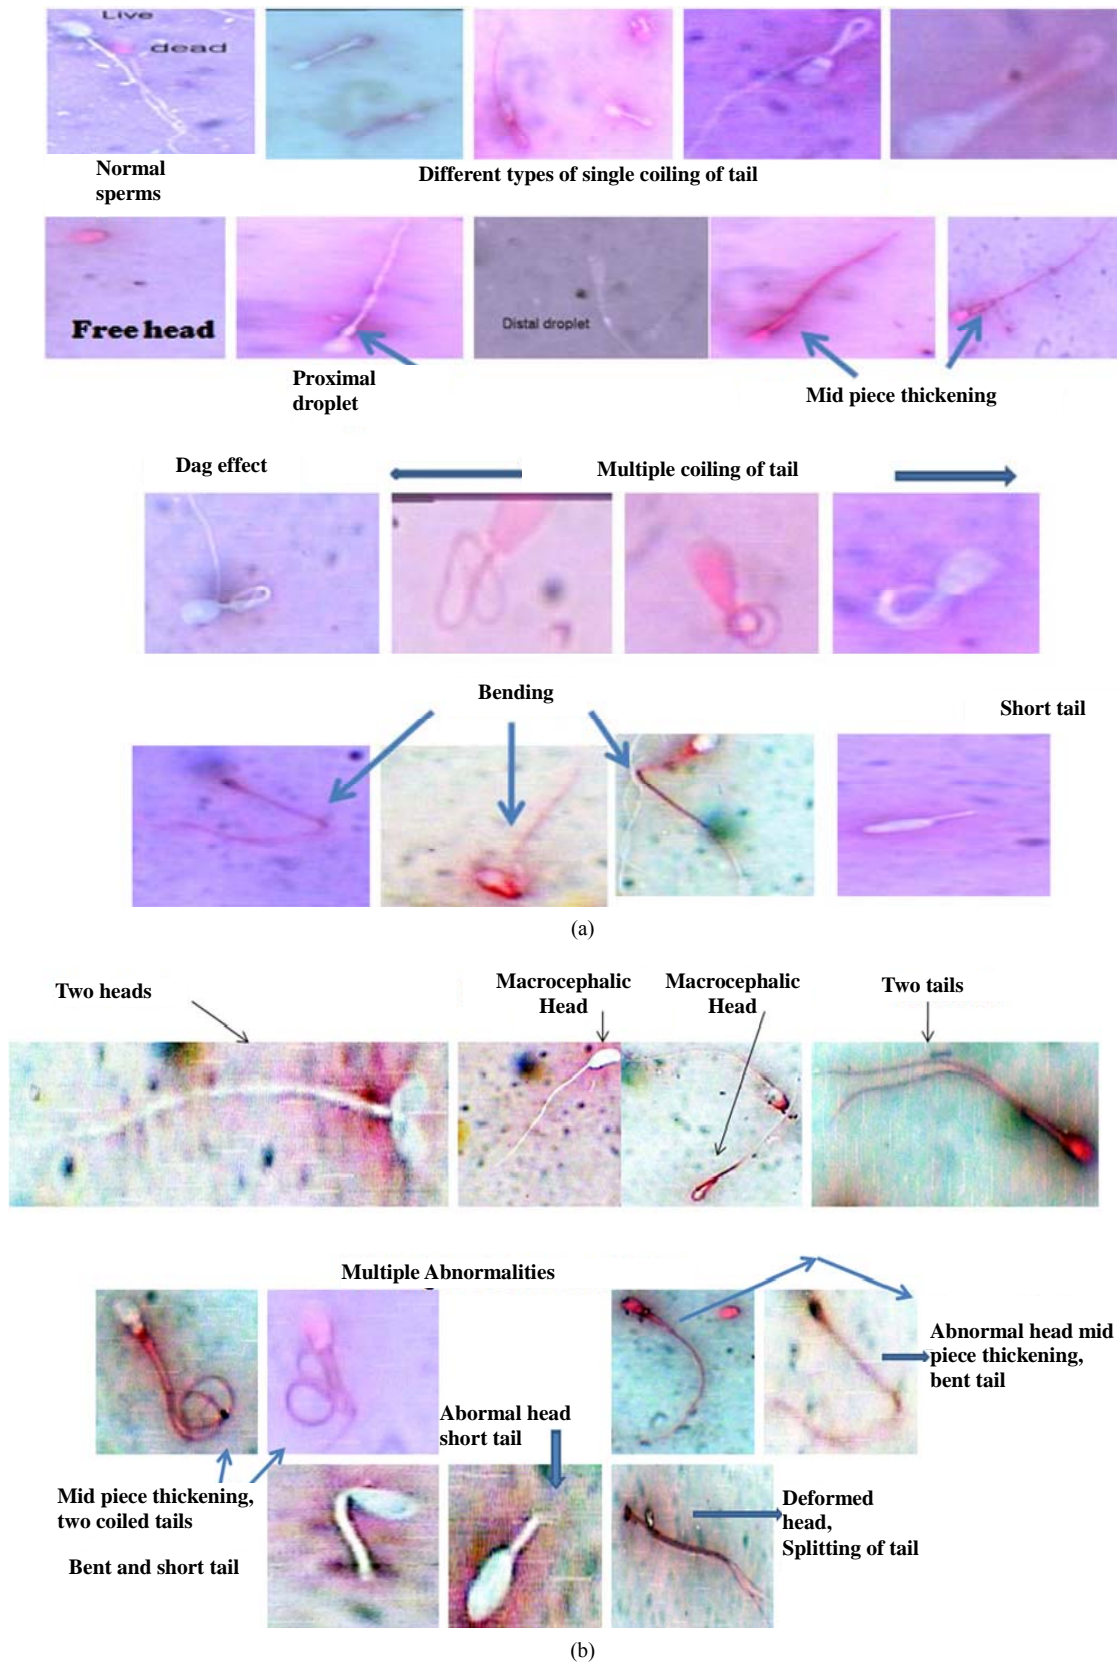 Live
dead
Normal
sperms
Different types of single coiling of tail
Free head
Proximal
droplet
Distal droplet
Mid piece thickening
Dag effect
Multiple coiling of tail
Bending
Short tail
(a)
Two heads
Macrocephalic
Head
Macrocephalic
Head
Two tails
Multiple Abnormalities
Abnormal head mid
piece thickening,
bent tail
Abormal head
short tail
Mid piece thickening,
two coiled tails
Bent and short tail
Deformed
head,
Splitting of tail
(b)